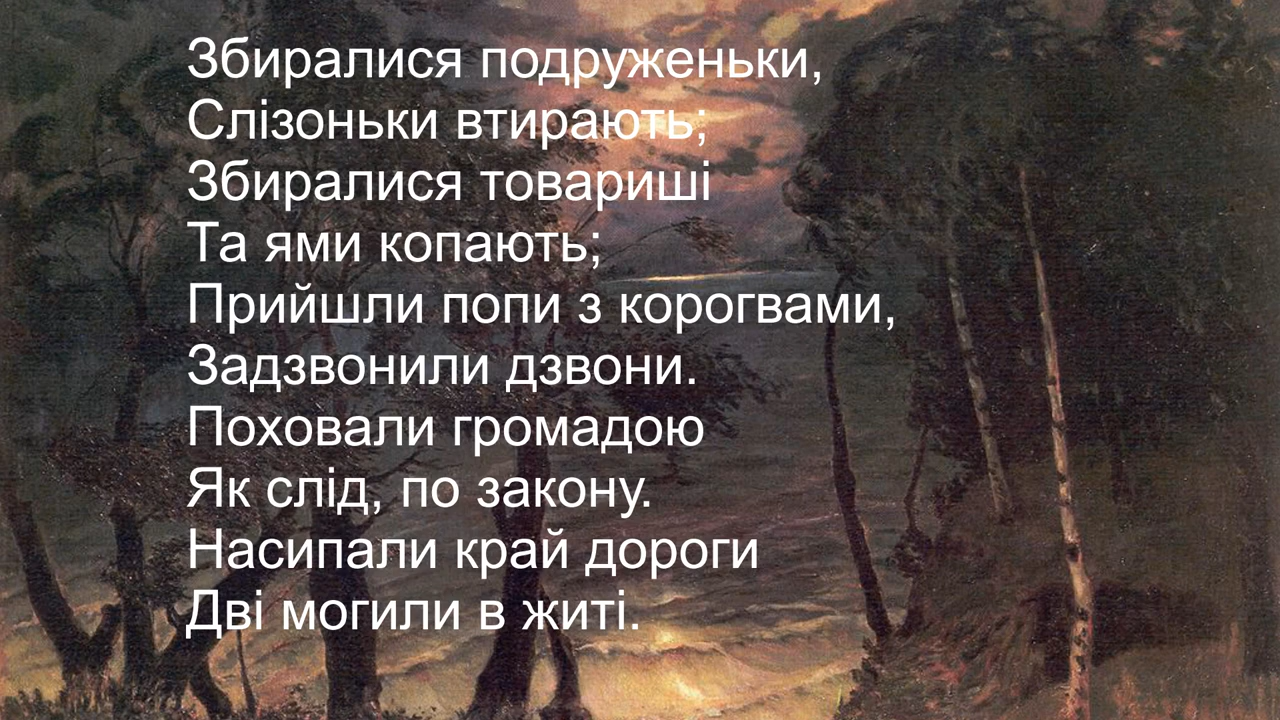 Збиралися подруженьки,
Слізоньки втирають;
Збиралися товариші
Та ями копають;
Прийшли попи з корогвами,
Задзвонили дзвони.
Поховали громадою
Як слід, по закону.
Насипали край дороги
Дві могили в житі.